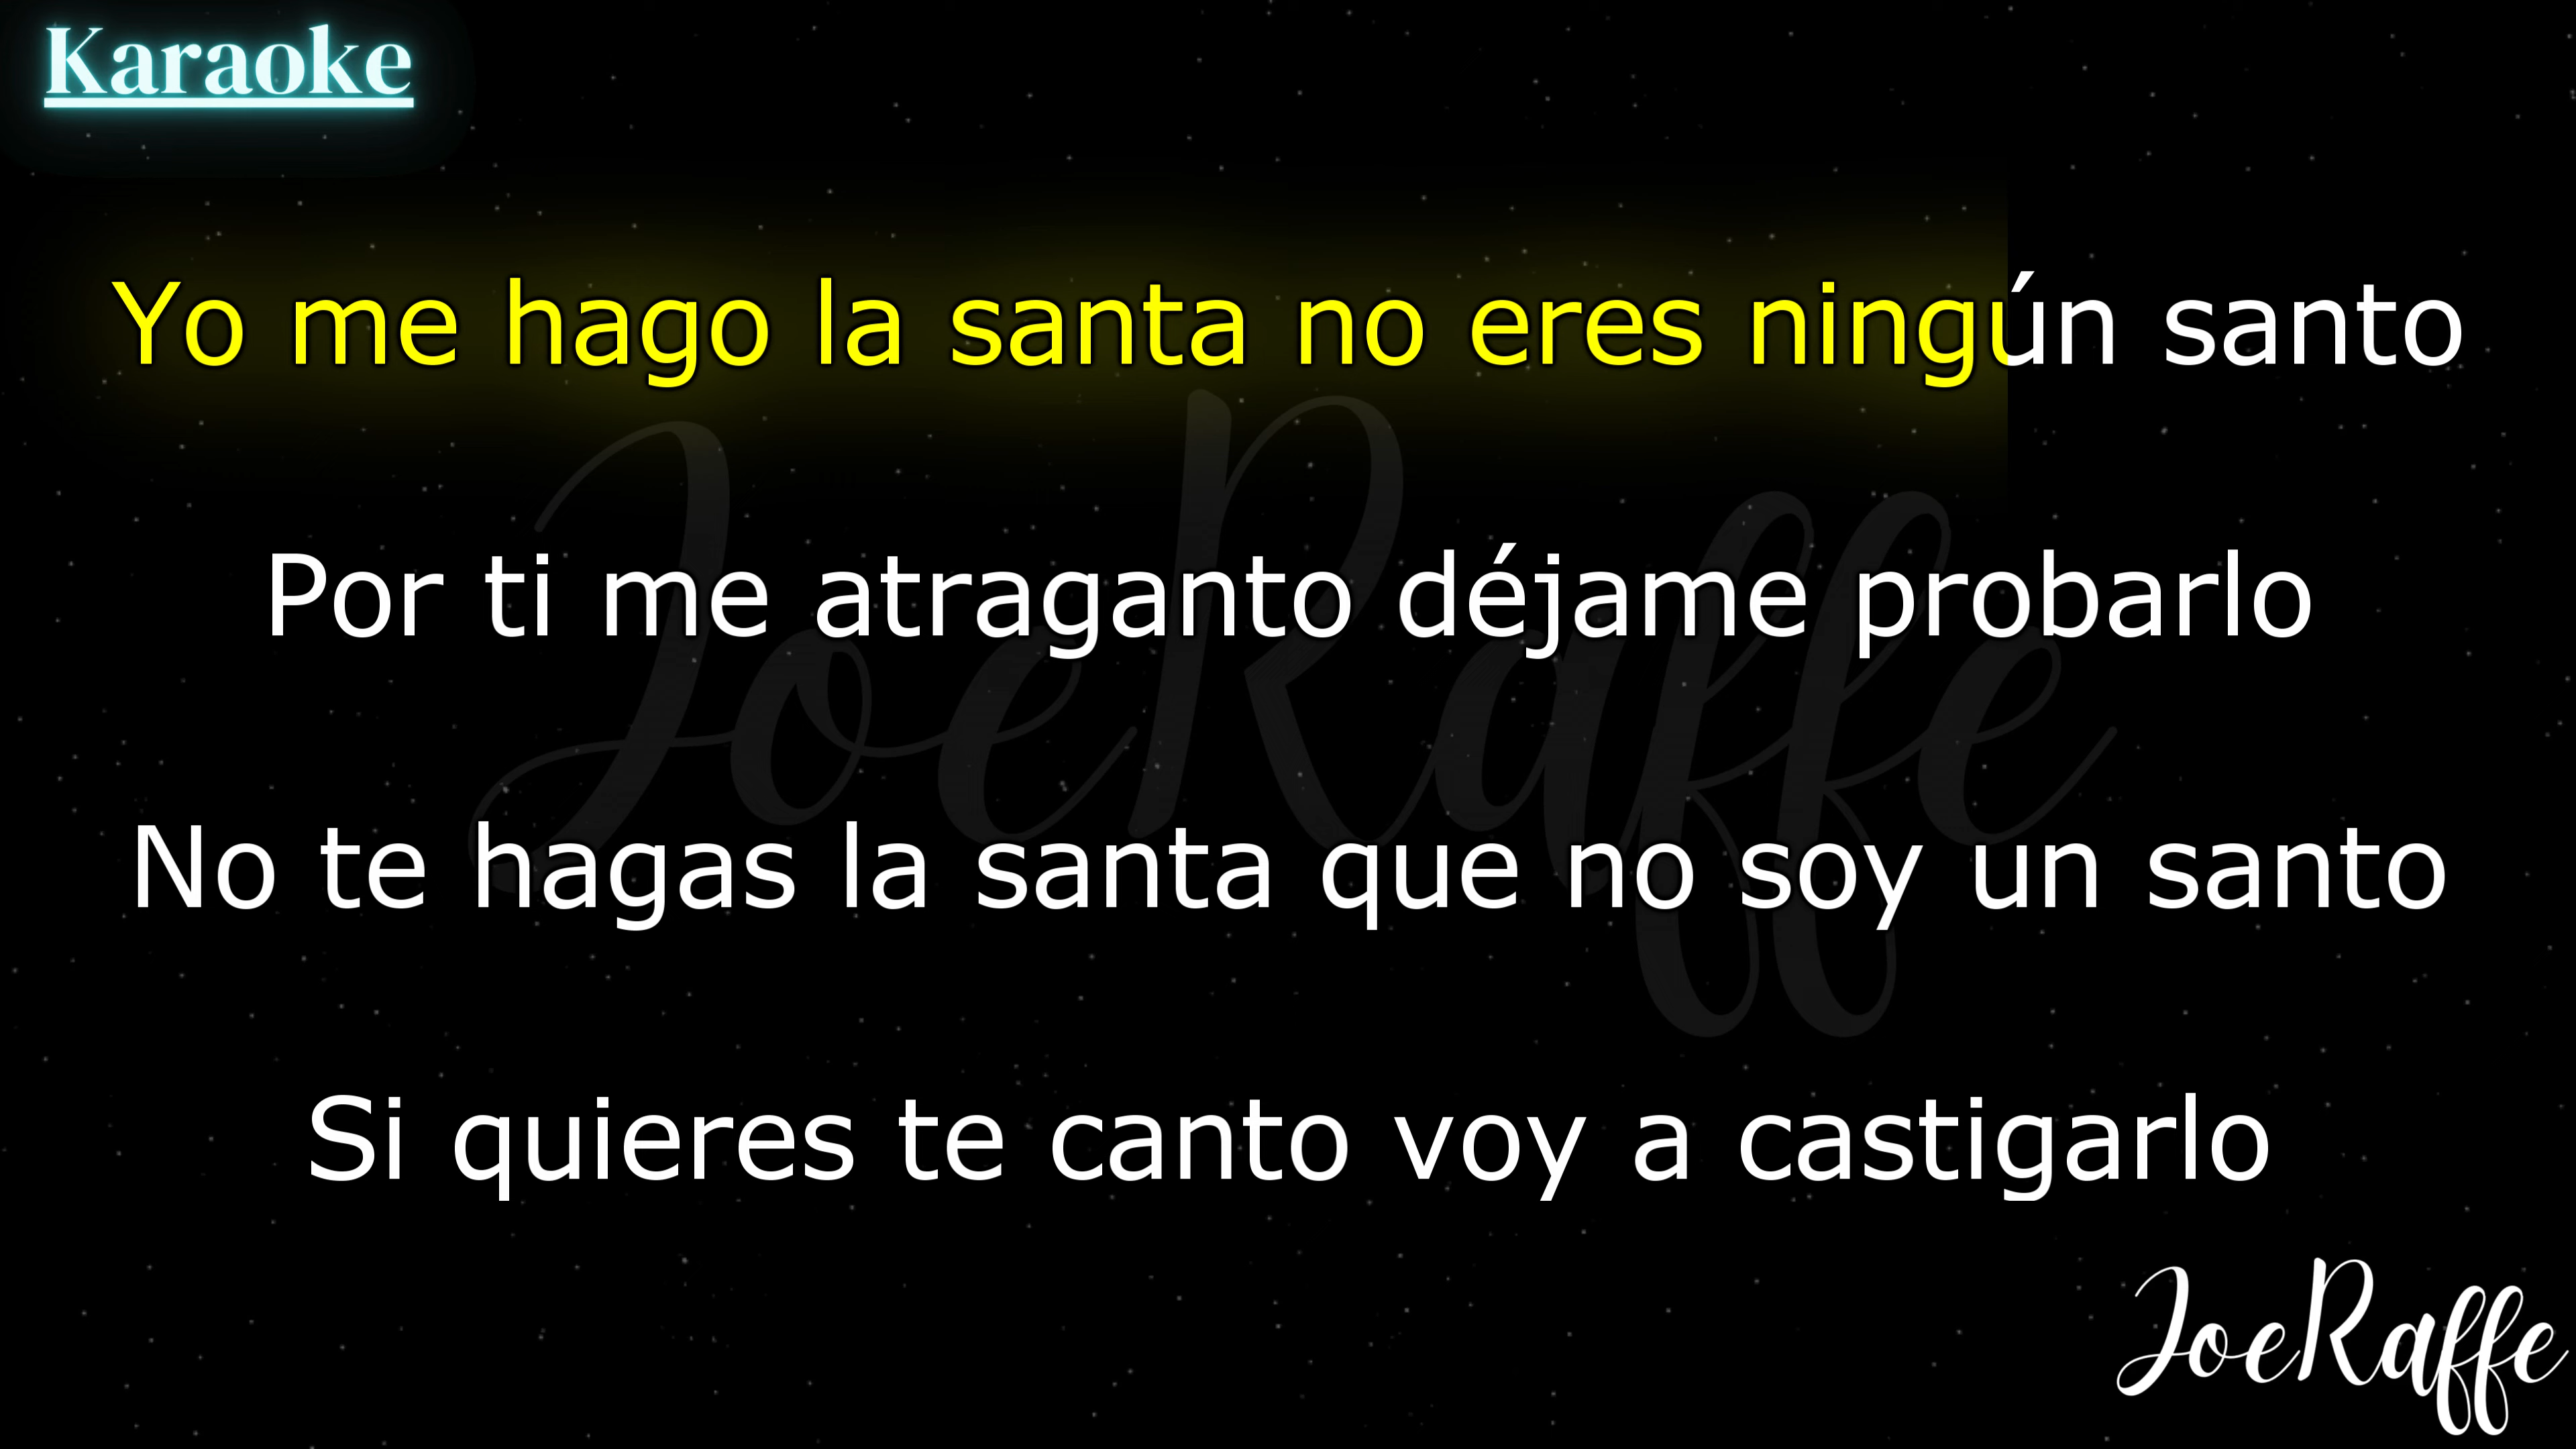 Karaoke
Yo me hago la santa no eres ningún santo
Por ti me atraganto déjame probarlo
No te hagas la santa que no soy un santo
Si quieres te canto voy a castigarlo
JoeRaffe
JoeRaffe